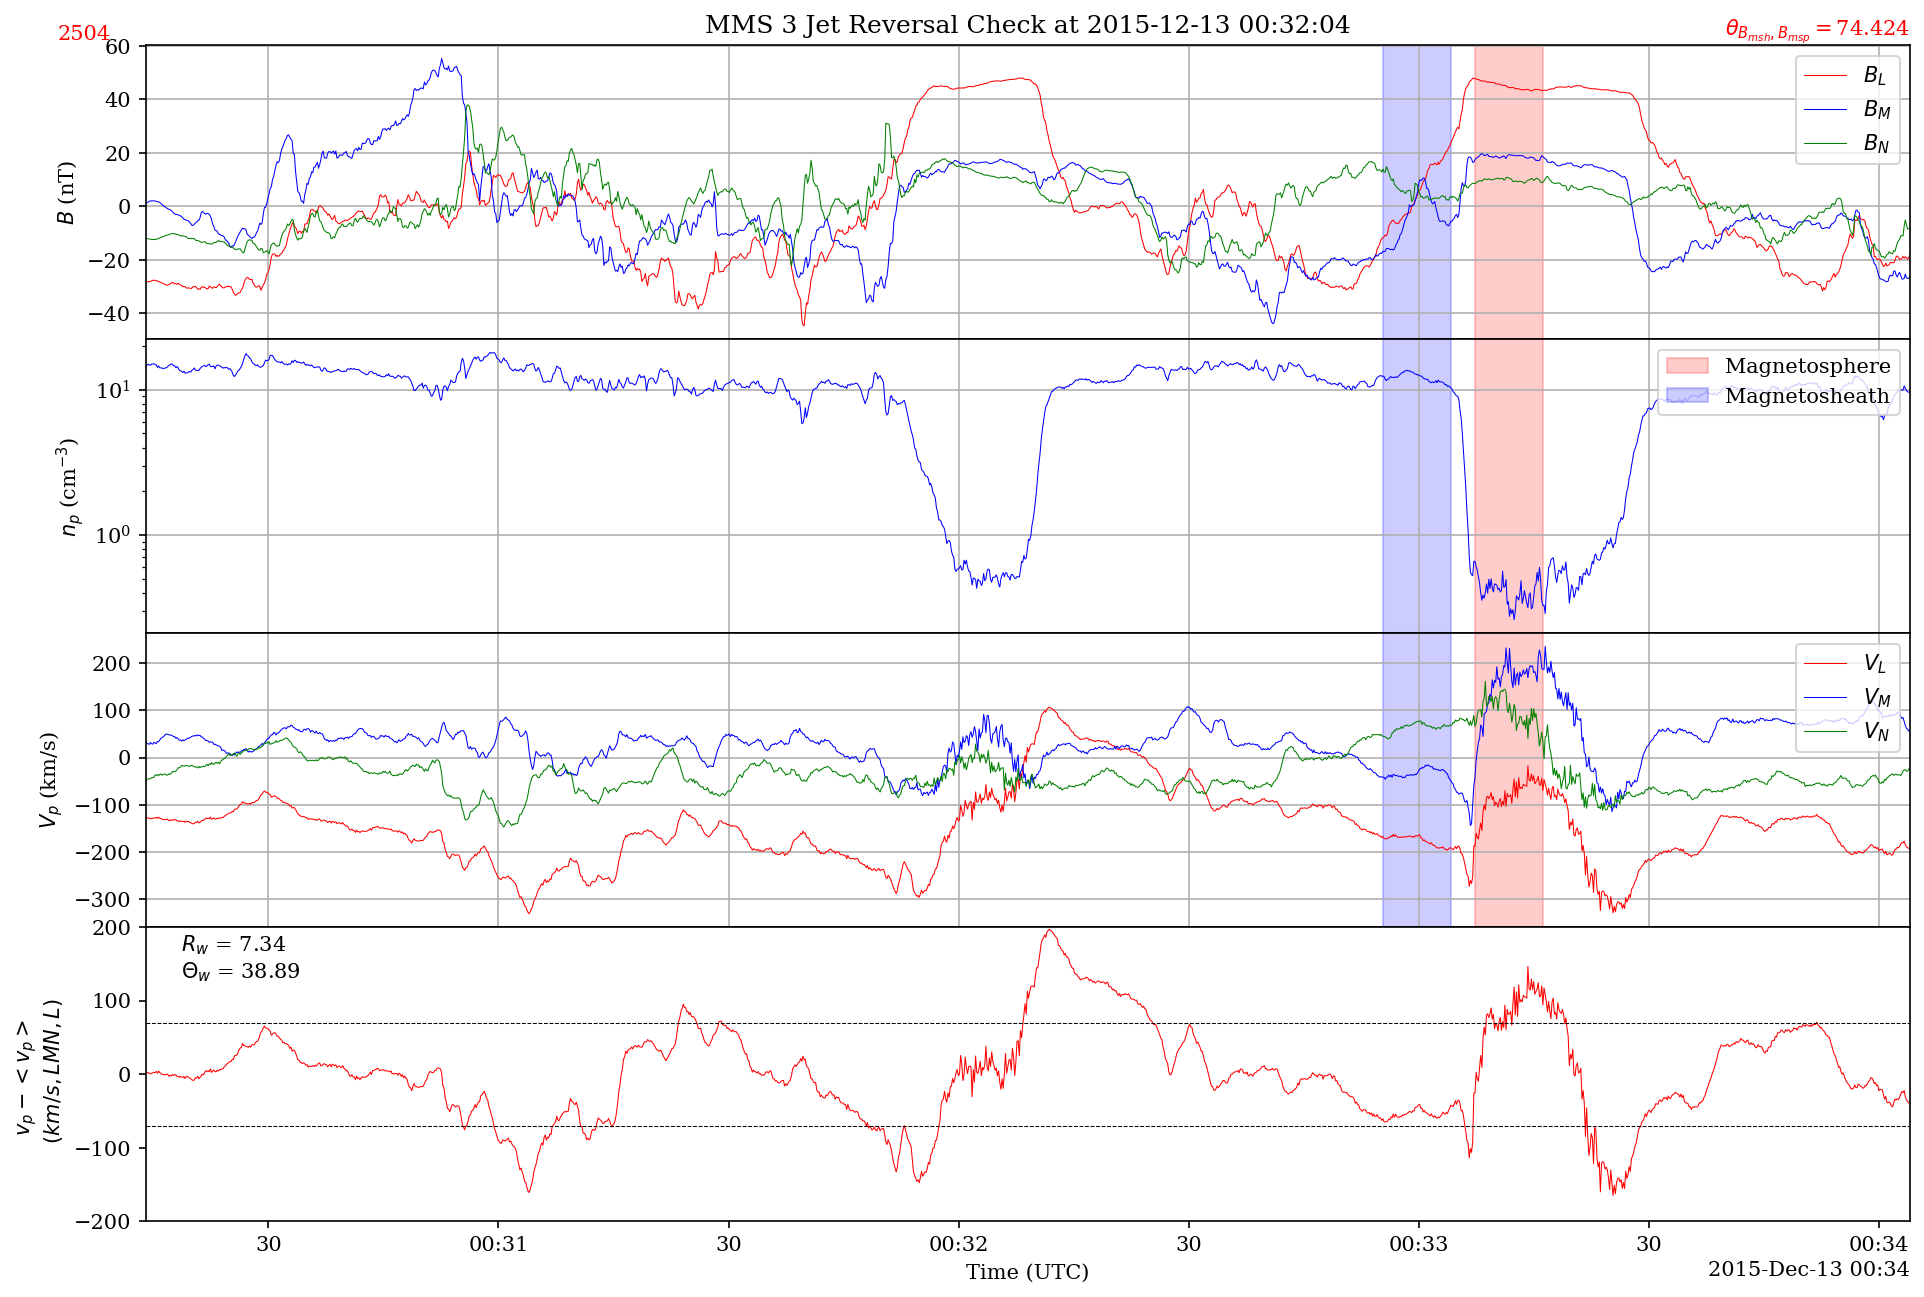 MMS 3 Jet Reversal Check at 2015-12-13 00:32:04
2504
θ_{B_{msh}, B_{msp}} = 74.424
60
40
20
0
−20
−40
B (nT)
B_L
B_M
B_N
10^1
10^0
n_p (cm^{−3})
Magnetosphere
Magnetosheath
200
100
0
−100
−200
−300
V_p (km/s)
V_L
V_M
V_N
200
100
0
−100
−200
v_p − < v_p >
(km/s, LMN, L)
R_w = 7.34
Θ_w = 38.89
30
00:31
30
00:32
30
00:33
30
00:34
Time (UTC)
2015-Dec-13 00:34